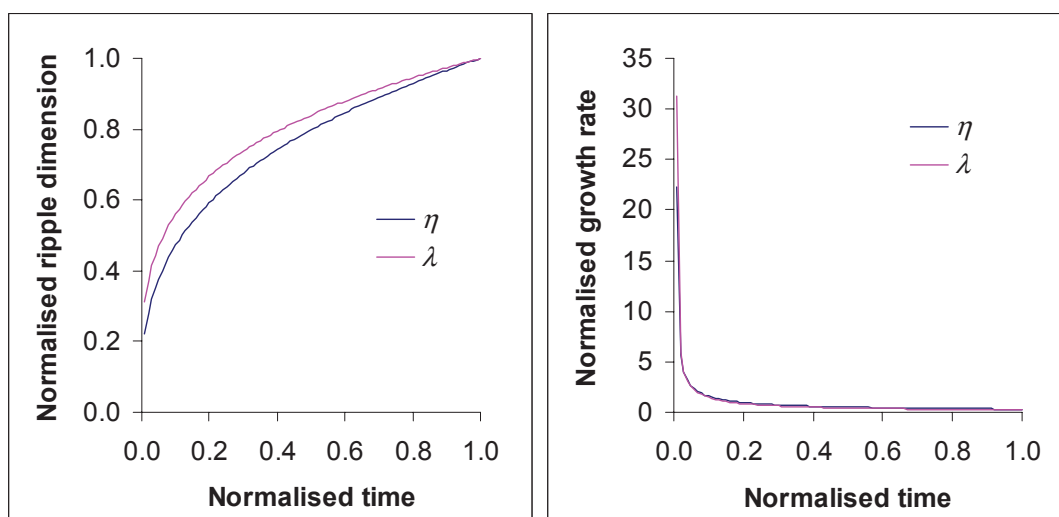 Normalised ripple dimension
1.0
0.8
0.6
0.4
0.2
0.0
η
λ
0.0 0.2 0.4 0.6 0.8 1.0
Normalised time
Normalised growth rate
35
30
25
20
15
10
5
0
η
λ
0.0 0.2 0.4 0.6 0.8 1.0
Normalised time